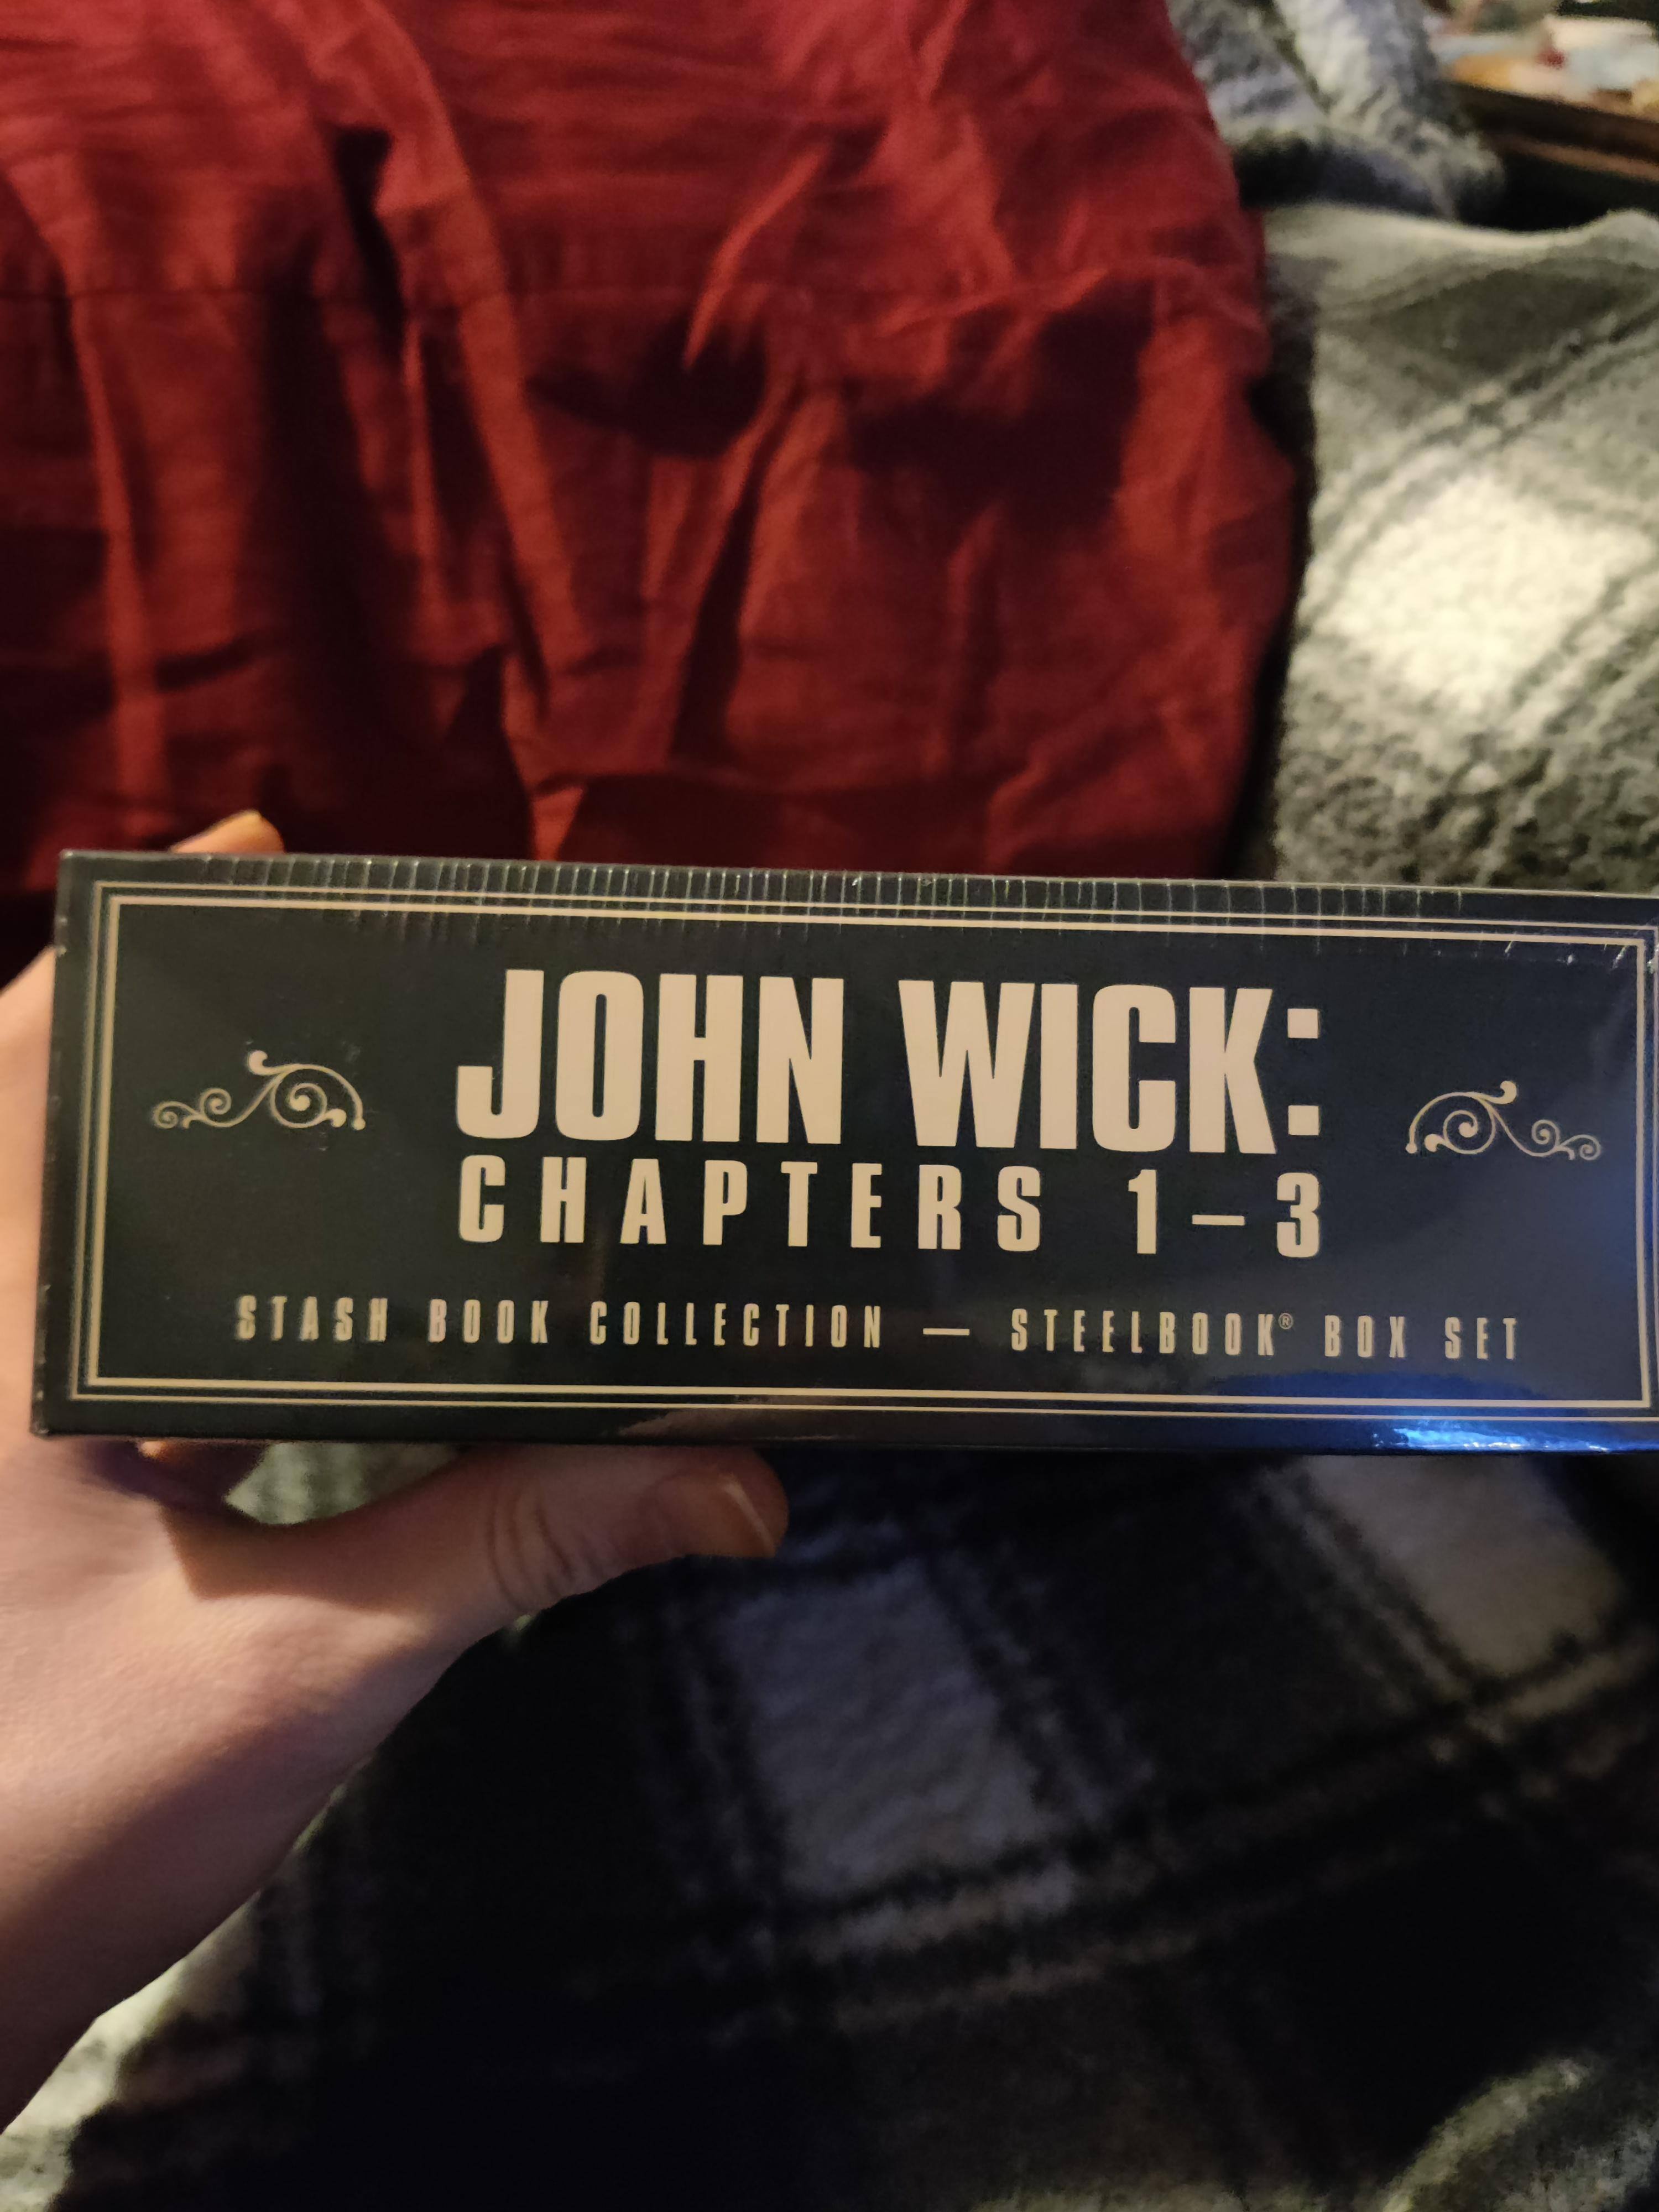 JOHN WICK:
CHAPTERS 1–3
STASH BOOK COLLECTION — STEELBOOK® BOX SET